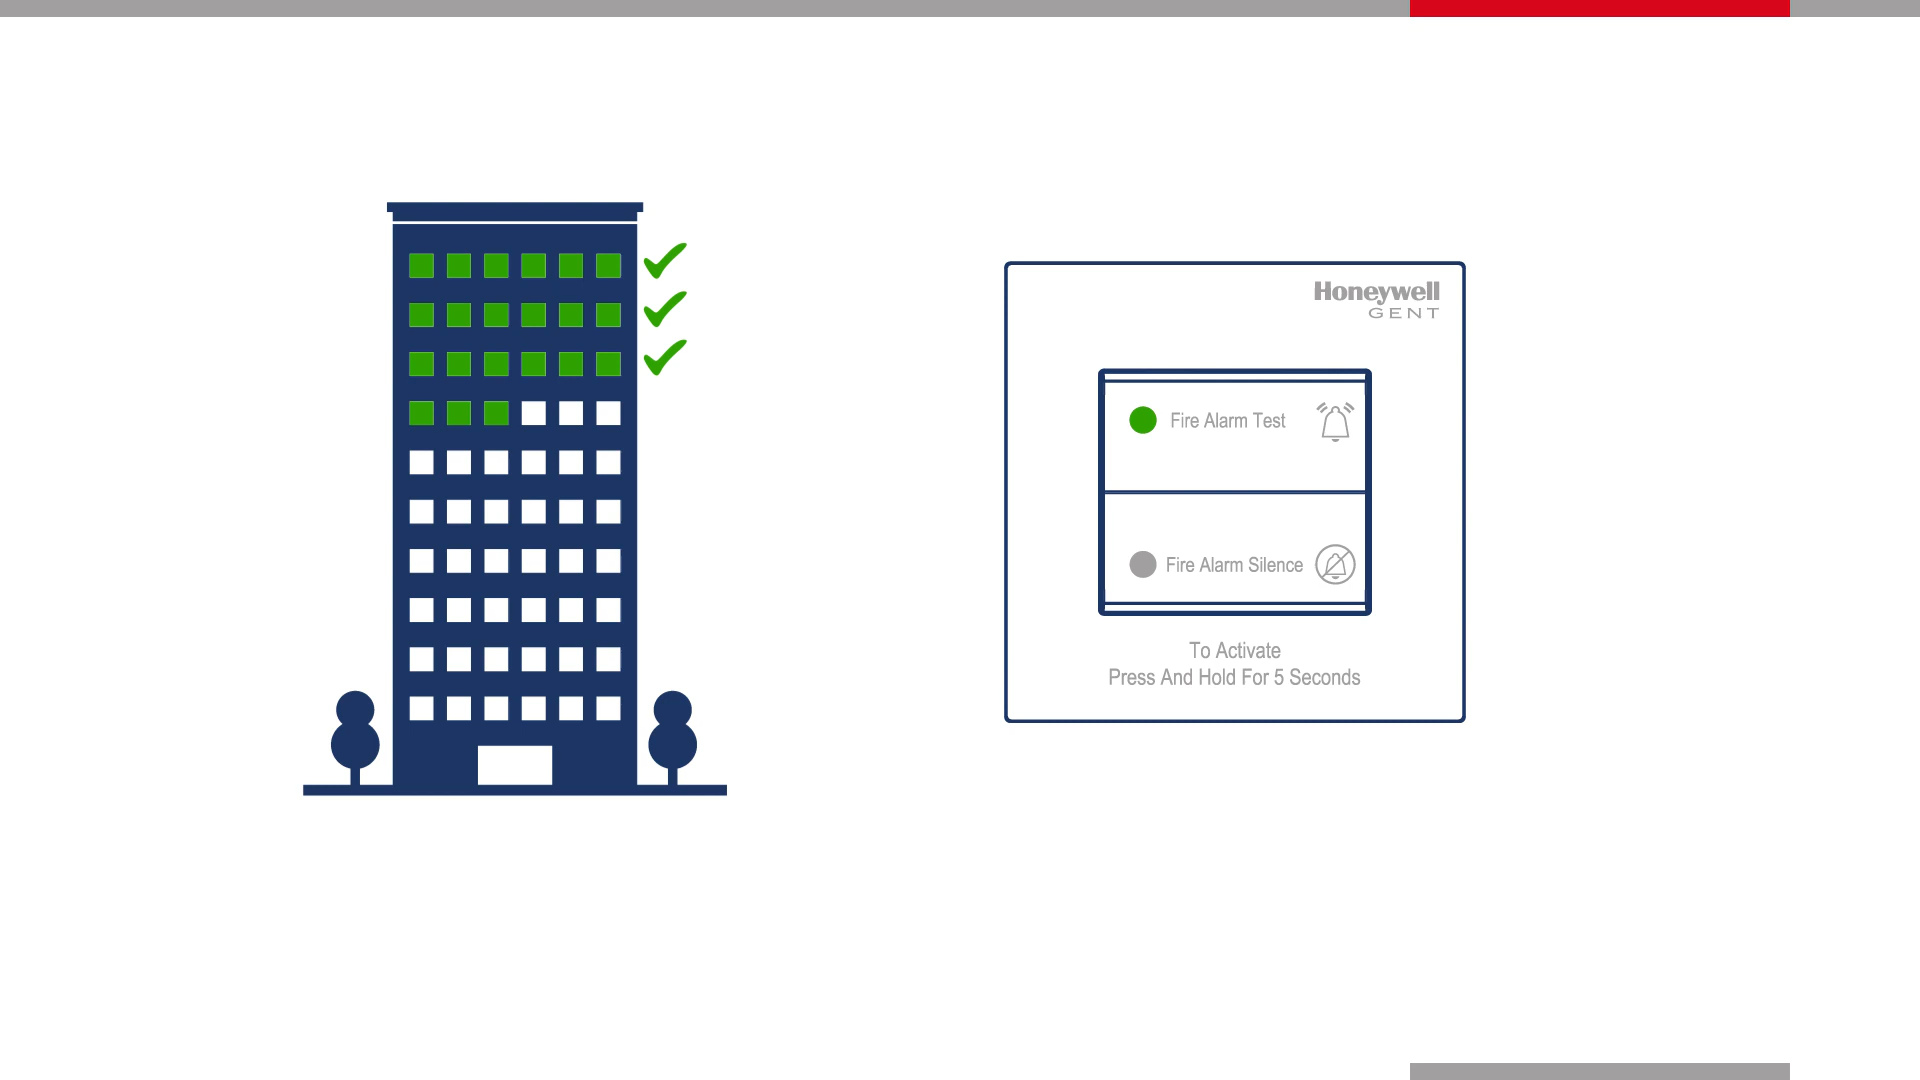 Honeywell
GENT
Fire Alarm Test
Fire Alarm Silence
To Activate
Press And Hold For 5 Seconds